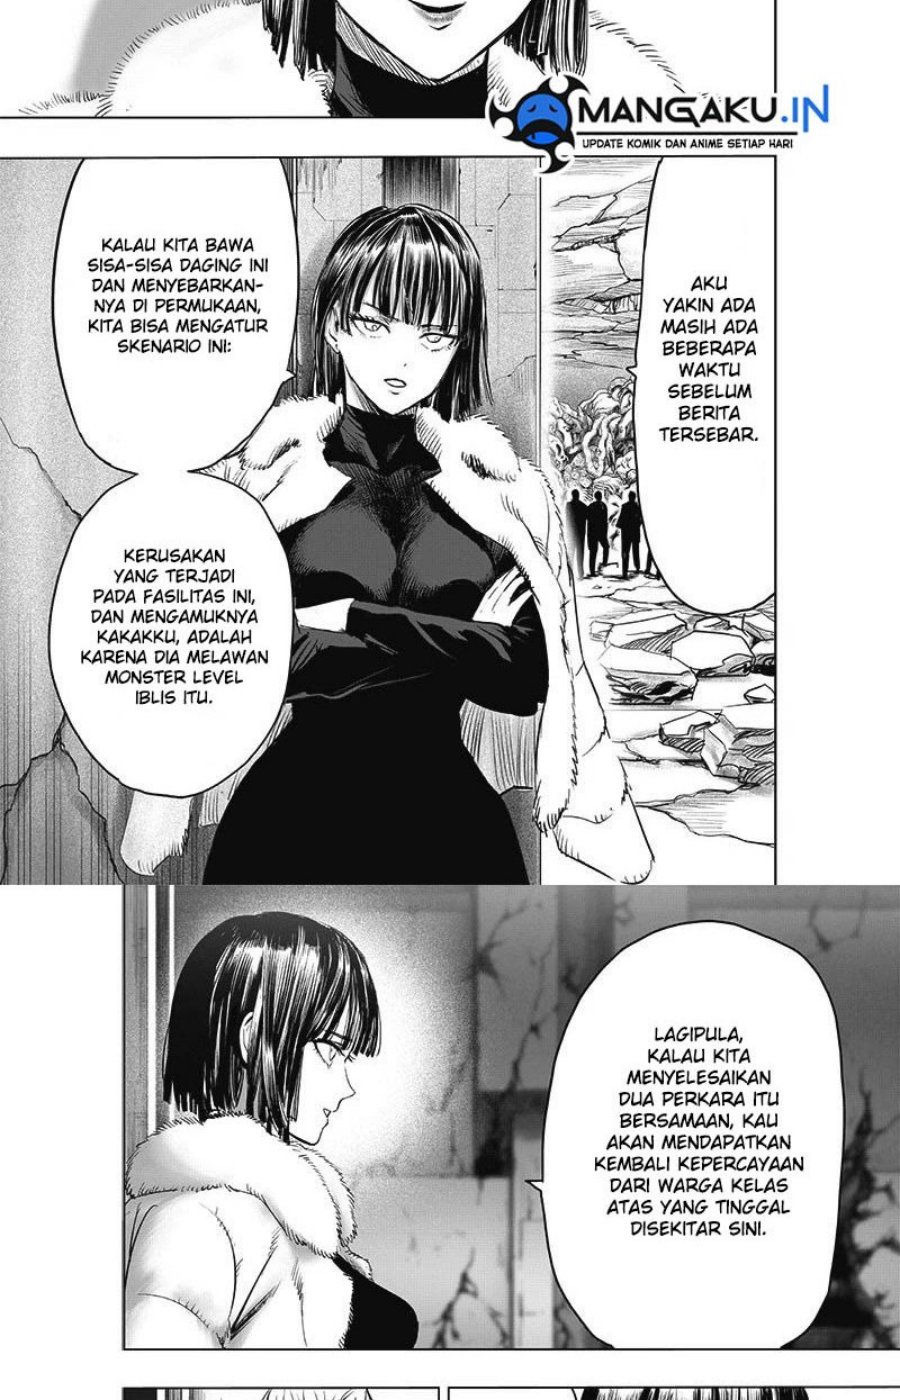 MANGAKU.IN
UPDATE KOMIK DAN ANIME SETIAP HARI
AKU
YAKIN ADA
MASIH ADA
BEBERAPA
WAKTU
SEBELUM
BERITA
TERSEBAR.
KALAU KITA BAWA
SISA-SISA DAGING INI
DAN MENYEBARKAN-
NYA DI PERMUKAAN,
KITA BISA MENGATUR
SKENARIO INI:
KERUSAKAN
YANG TERJADI
PADA FASILITAS INI,
DAN MENGAMUKNYA
KAKAKKU, ADALAH
KARENA DIA MELAWAN
MONSTER LEVEL
IBLIS ITU.
LAGIPULA,
KALAU KITA
MENYELESAIKAN
DUA PERKARA ITU
BERSAMAAN, KAU
AKAN MENDAPATKAN
KEMBALI KEPERCAYAAN
DARI WARGA KELAS
ATAS YANG TINGGAL
DISEKITAR SINI.